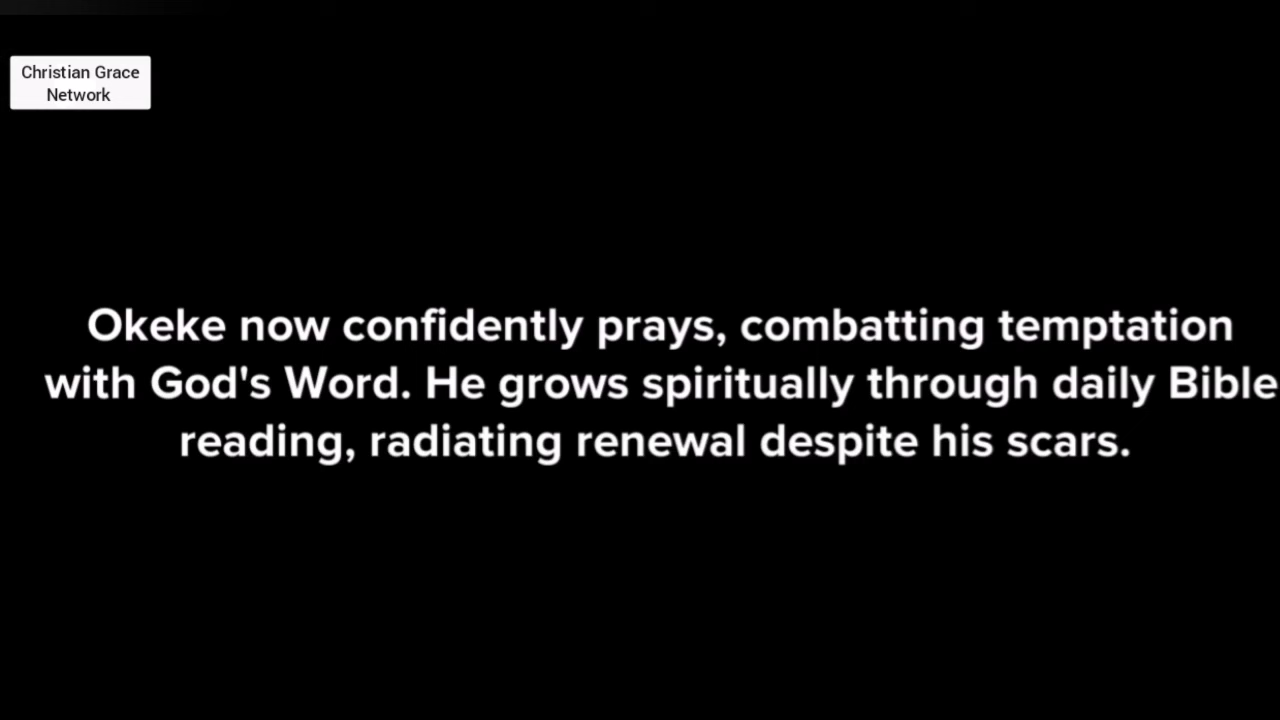 Christian Grace
Network
Okeke now confidently prays, combatting temptation
with God's Word. He grows spiritually through daily Bible
reading, radiating renewal despite his scars.